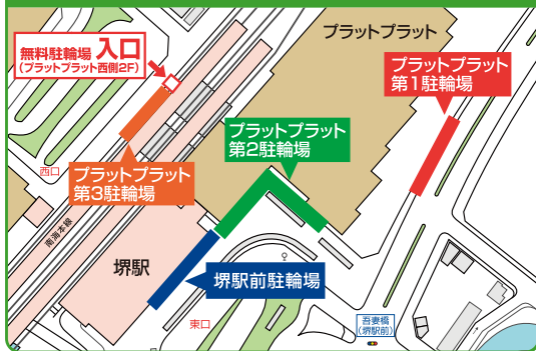 無料駐輪場 入口
(プラットプラット西側2F)
プラットプラット
プラットプラット
第1駐輪場
プラットプラット
第2駐輪場
西口
プラットプラット
第3駐輪場
南海本線
堺駅
堺駅前駐輪場
東口
吾妻橋
(堺駅前)